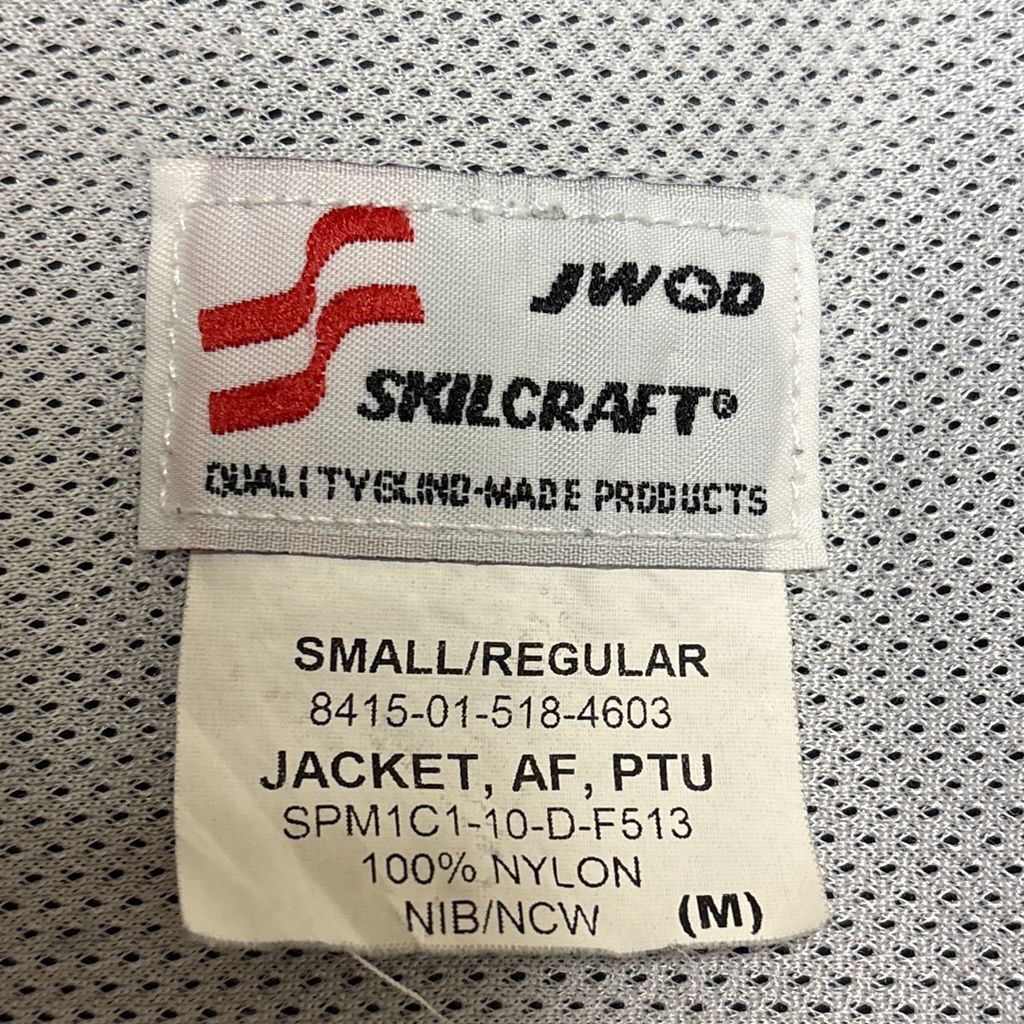 JWOD
SKILCRAFT®
QUALITY BLIND-MADE PRODUCTS
SMALL/REGULAR
8415-01-518-4603
JACKET, AF, PTU
SPM1C1-10-D-F513
100% NYLON
NIB/NCW (M)